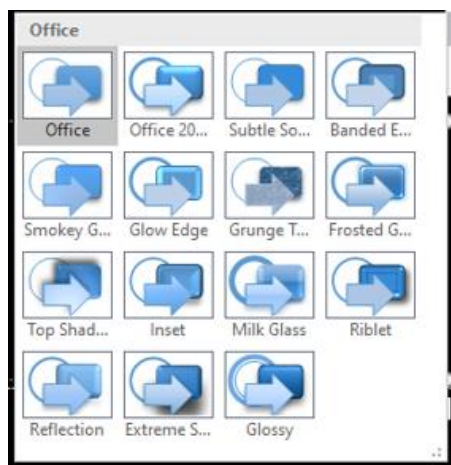 Office
Office Office 20... Subtle So... Banded E...
Smokey G... Glow Edge Grunge T... Frosted G...
Top Shad... Inset Milk Glass Riblet
Reflection Extreme S... Glossy